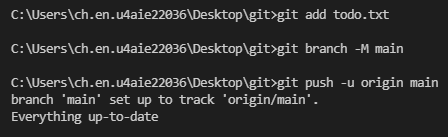 C:\Users\ch.en.u4aie22036\Desktop\git>git add todo.txt
C:\Users\ch.en.u4aie22036\Desktop\git>git branch -M main
C:\Users\ch.en.u4aie22036\Desktop\git>git push -u origin main
branch 'main' set up to track 'origin/main'.
Everything up-to-date